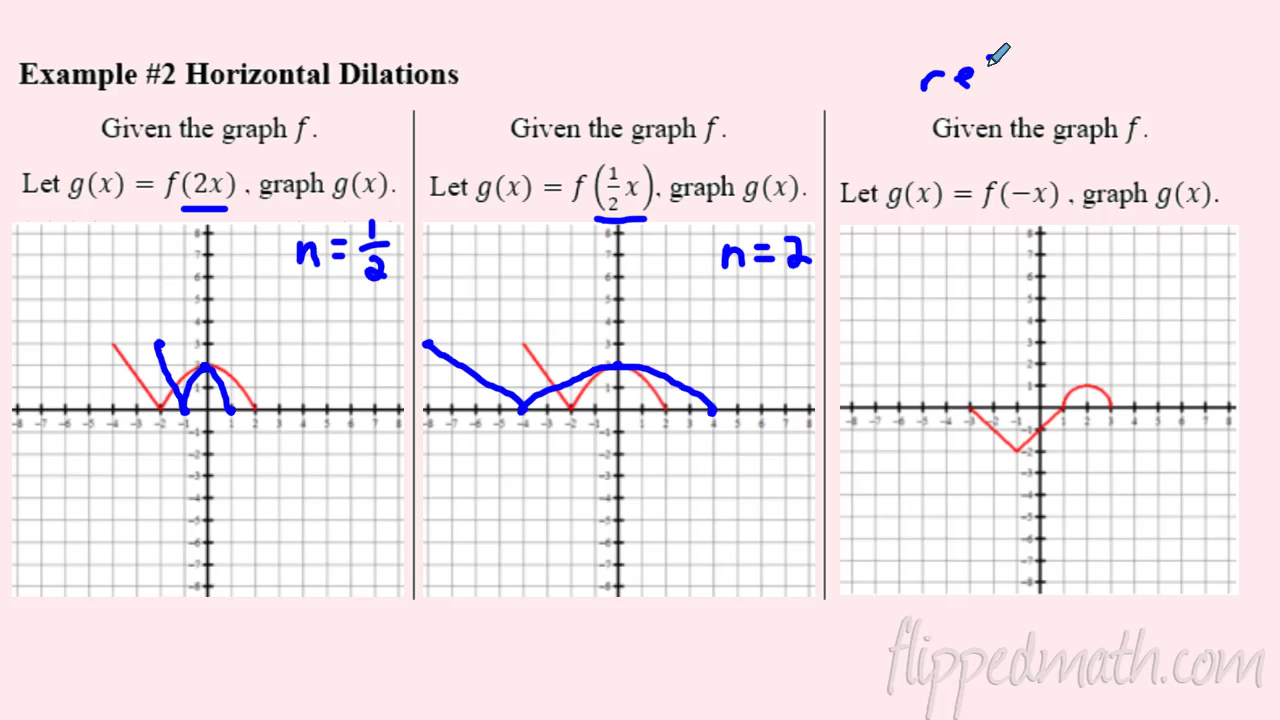 re
Example #2 Horizontal Dilations
Given the graph f.
Let g(x) = f(2x) , graph g(x).
n = 1/2
Given the graph f.
Let g(x) = f(1/2 x), graph g(x).
n = 2
Given the graph f.
Let g(x) = f(−x) , graph g(x).
flippedmath.com